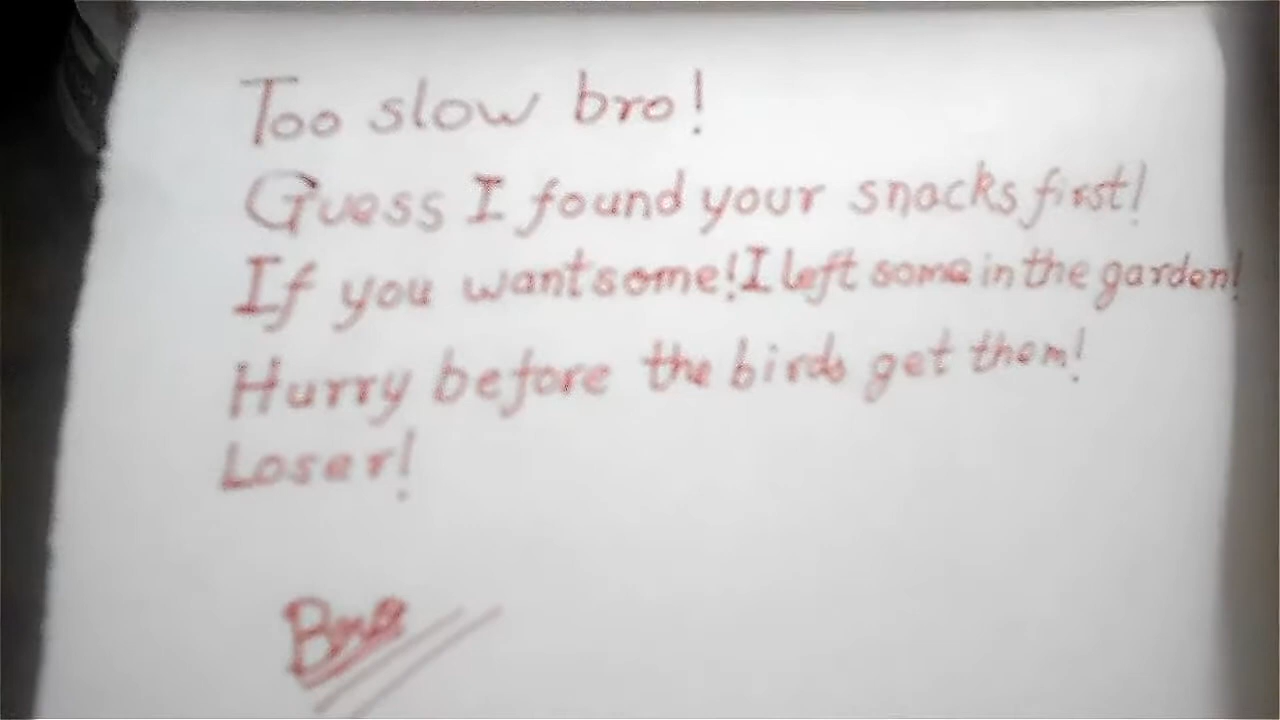 Too slow bro!
Guess I found your snacks first!
If you want some! I left some in the garden!
Hurry before the birds get them!
Loser!